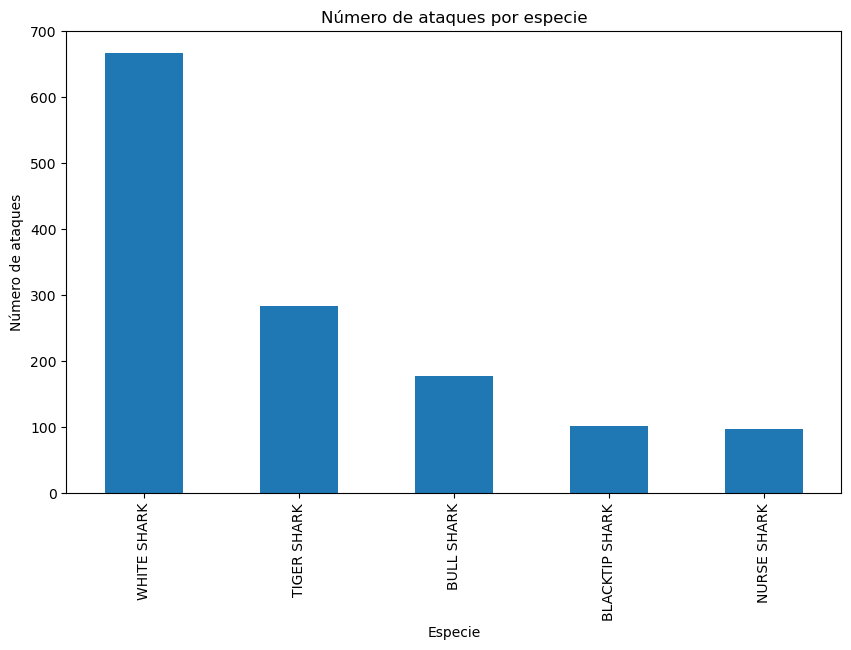 Número de ataques por especie
Número de ataques
700
600
500
400
300
200
100
0
WHITE SHARK
TIGER SHARK
BULL SHARK
BLACKTIP SHARK
NURSE SHARK
Especie